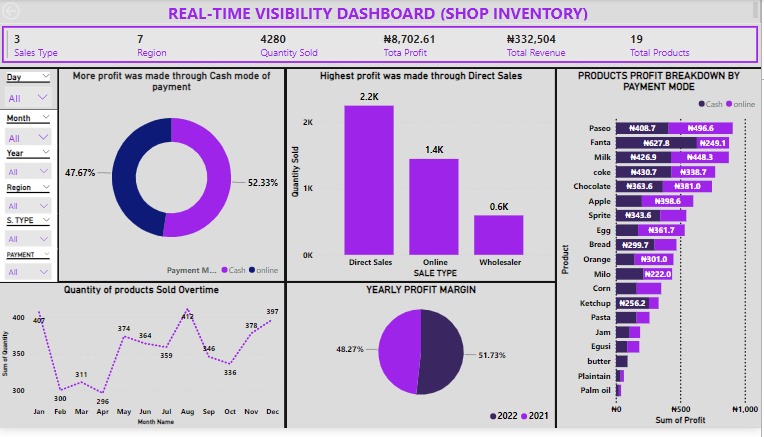 REAL-TIME VISIBILITY DASHBOARD (SHOP INVENTORY)
3 7 4280 ₦8,702.61 ₦332,504 19
Sales Type Region Quantity Sold Tota Profit Total Revenue Total Products
Day
All
Month
All
Year
All
Region
All
S. TYPE
All
PAYMENT
All
More profit was made through Cash mode of
payment
47.67%
52.33%
Payment M... Cash online
Highest profit was made through Direct Sales
Quantity Sold
2K
1K
0K
2.2K
1.4K
0.6K
Direct Sales Online Wholesaler
SALE TYPE
PRODUCTS PROFIT BREAKDOWN BY
PAYMENT MODE
Cash online
Product
Paseo ₦408.7 ₦496.6
Fanta ₦627.8 ₦249.1
Milk ₦426.9 ₦448.3
coke ₦430.7 ₦338.7
Chocolate ₦363.6 ₦381.0
Apple ₦398.6
Sprite ₦343.6
Egg ₦361.7
Bread ₦299.7
Orange ₦301.0
Milo ₦222.0
Corn
Ketchup ₦256.2
Pasta
Jam
Egusi
butter
Plaintain
Palm oil
₦0 ₦500 ₦1,000
Sum of Profit
Quantity of products Sold Overtime
Sum of Quantity
400
350
300
407
300
311
296
374
364
359
412
346
336
378
397
Jan Feb Mar Apr May Jun Jul Aug Sep Oct Nov Dec
Month Name
YEARLY PROFIT MARGIN
48.27%
51.73%
2022 2021